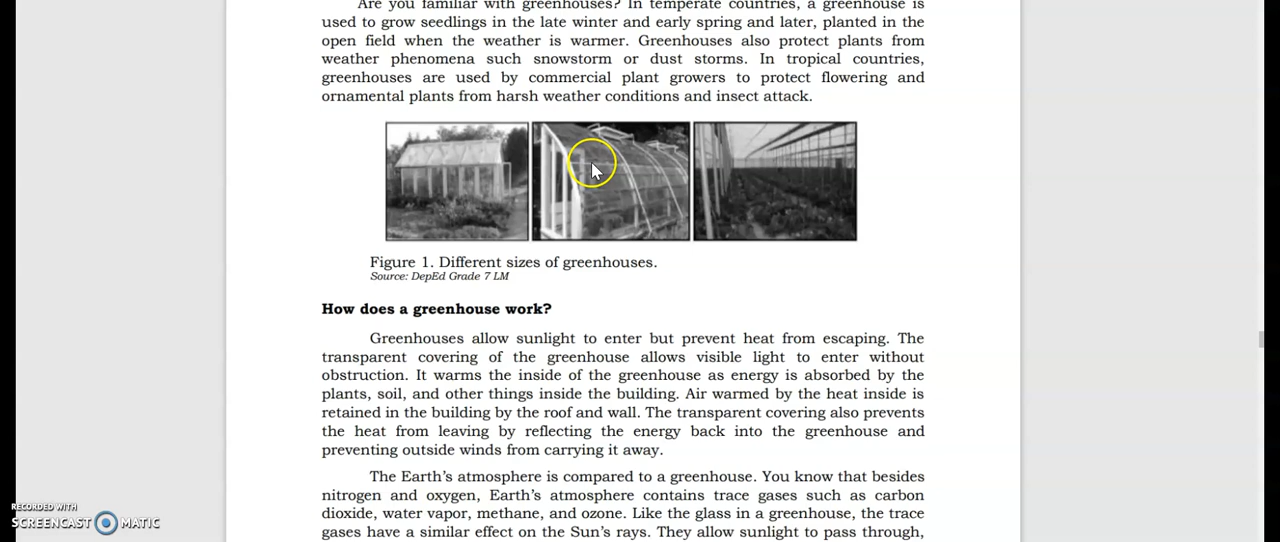 Are you familiar with greenhouses? In temperate countries, a greenhouse is
used to grow seedlings in the late winter and early spring and later, planted in the
open field when the weather is warmer. Greenhouses also protect plants from
weather phenomena such snowstorm or dust storms. In tropical countries,
greenhouses are used by commercial plant growers to protect flowering and
ornamental plants from harsh weather conditions and insect attack.
Figure 1. Different sizes of greenhouses.
Source: DepEd Grade 7 LM
How does a greenhouse work?
Greenhouses allow sunlight to enter but prevent heat from escaping. The
transparent covering of the greenhouse allows visible light to enter without
obstruction. It warms the inside of the greenhouse as energy is absorbed by the
plants, soil, and other things inside the building. Air warmed by the heat inside is
retained in the building by the roof and wall. The transparent covering also prevents
the heat from leaving by reflecting the energy back into the greenhouse and
preventing outside winds from carrying it away.
The Earth's atmosphere is compared to a greenhouse. You know that besides
nitrogen and oxygen, Earth's atmosphere contains trace gases such as carbon
dioxide, water vapor, methane, and ozone. Like the glass in a greenhouse, the trace
gases have a similar effect on the Sun's rays. They allow sunlight to pass through,
RECORDED WITH
SCREENCAST MATIC